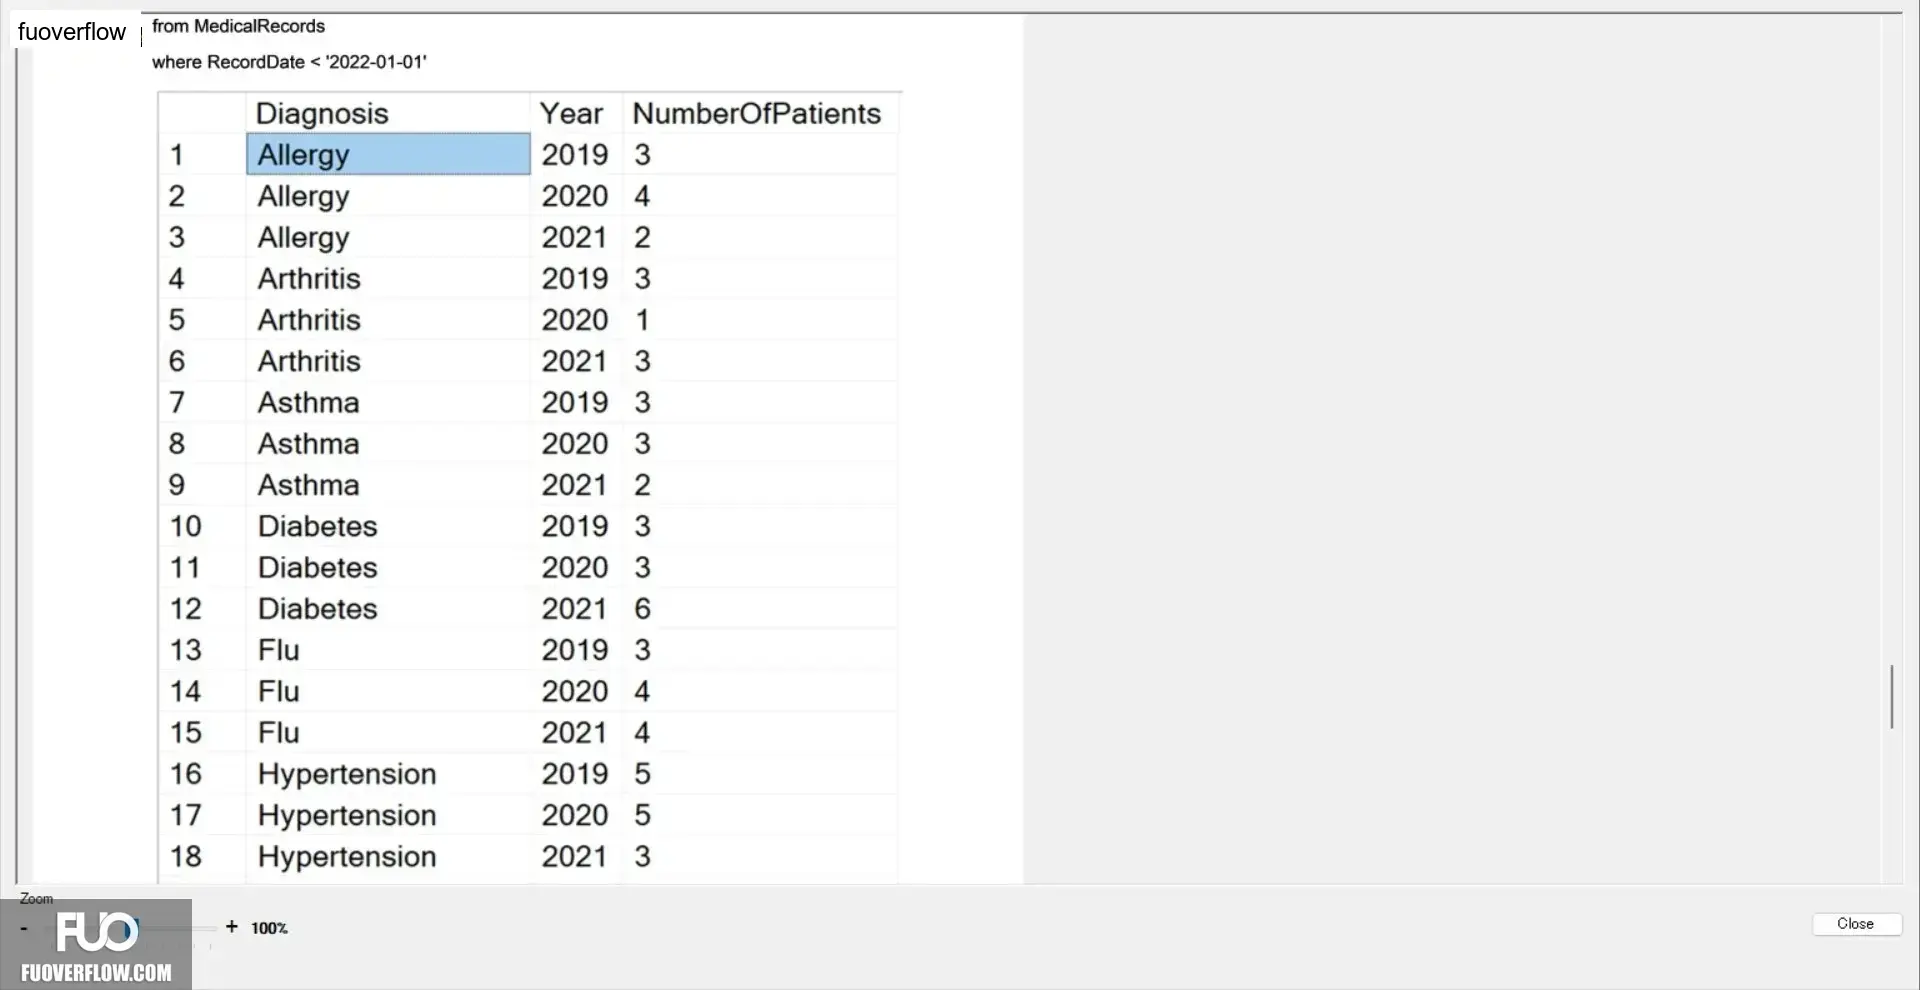 fuoverflow
from MedicalRecords
where RecordDate < '2022-01-01'
Diagnosis Year NumberOfPatients
1 Allergy 2019 3
2 Allergy 2020 4
3 Allergy 2021 2
4 Arthritis 2019 3
5 Arthritis 2020 1
6 Arthritis 2021 3
7 Asthma 2019 3
8 Asthma 2020 3
9 Asthma 2021 2
10 Diabetes 2019 3
11 Diabetes 2020 3
12 Diabetes 2021 6
13 Flu 2019 3
14 Flu 2020 4
15 Flu 2021 4
16 Hypertension 2019 5
17 Hypertension 2020 5
18 Hypertension 2021 3
Zoom
- + 100%
Close
FUO
FUOVERFLOW.COM